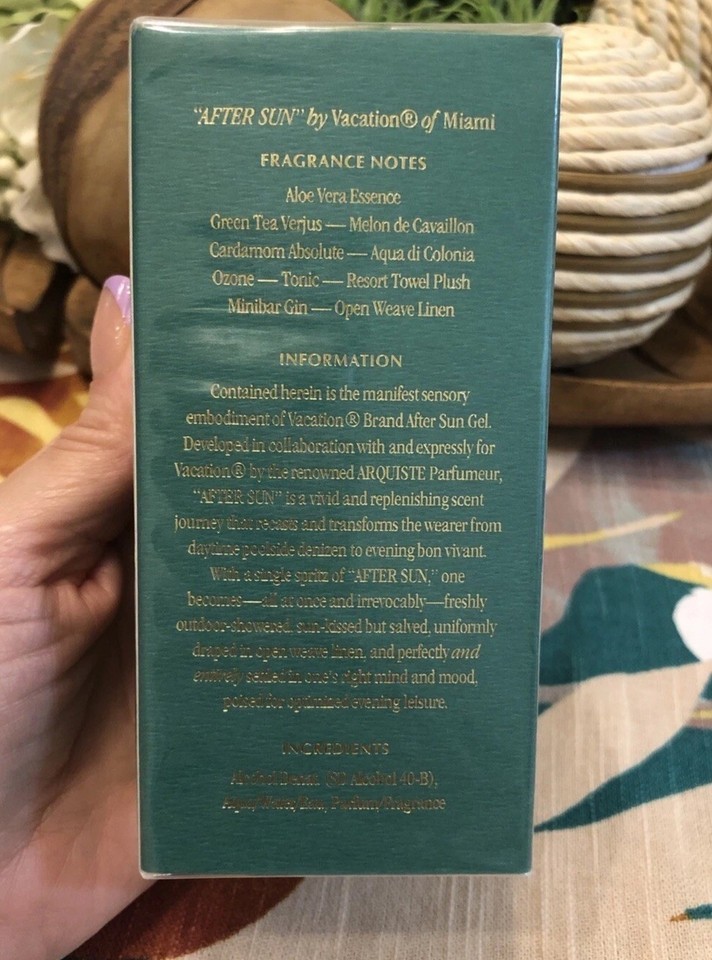 "AFTER SUN" by Vacation® of Miami
FRAGRANCE NOTES
Aloe Vera Essence
Green Tea Verjus — Melon de Cavaillon
Cardamom Absolute — Aqua di Colonia
Ozone — Tonic — Resort Towel Plush
Minibar Gin — Open Weave Linen
INFORMATION
Contained herein is the manifest sensory
embodiment of Vacation® Brand After Sun Gel.
Developed in collaboration with and expressly for
Vacation® by the renowned ARQUISTE Parfumeur,
"AFTER SUN" is a vivid and replenishing scent
journey that recasts and transforms the wearer from
daytime poolside denizen to evening bon vivant.
With a single spritz of "AFTER SUN," one
becomes—all at once and irrevocably—freshly
outdoor-showered, sun-kissed but salved, uniformly
draped in open weave linen, and perfectly and
entirely settled in one's right mind and mood,
poised for optimized evening leisure.
INGREDIENTS
Alcohol Denat. (SD Alcohol 40-B),
Aqua/Water/Eau, Parfum/Fragrance